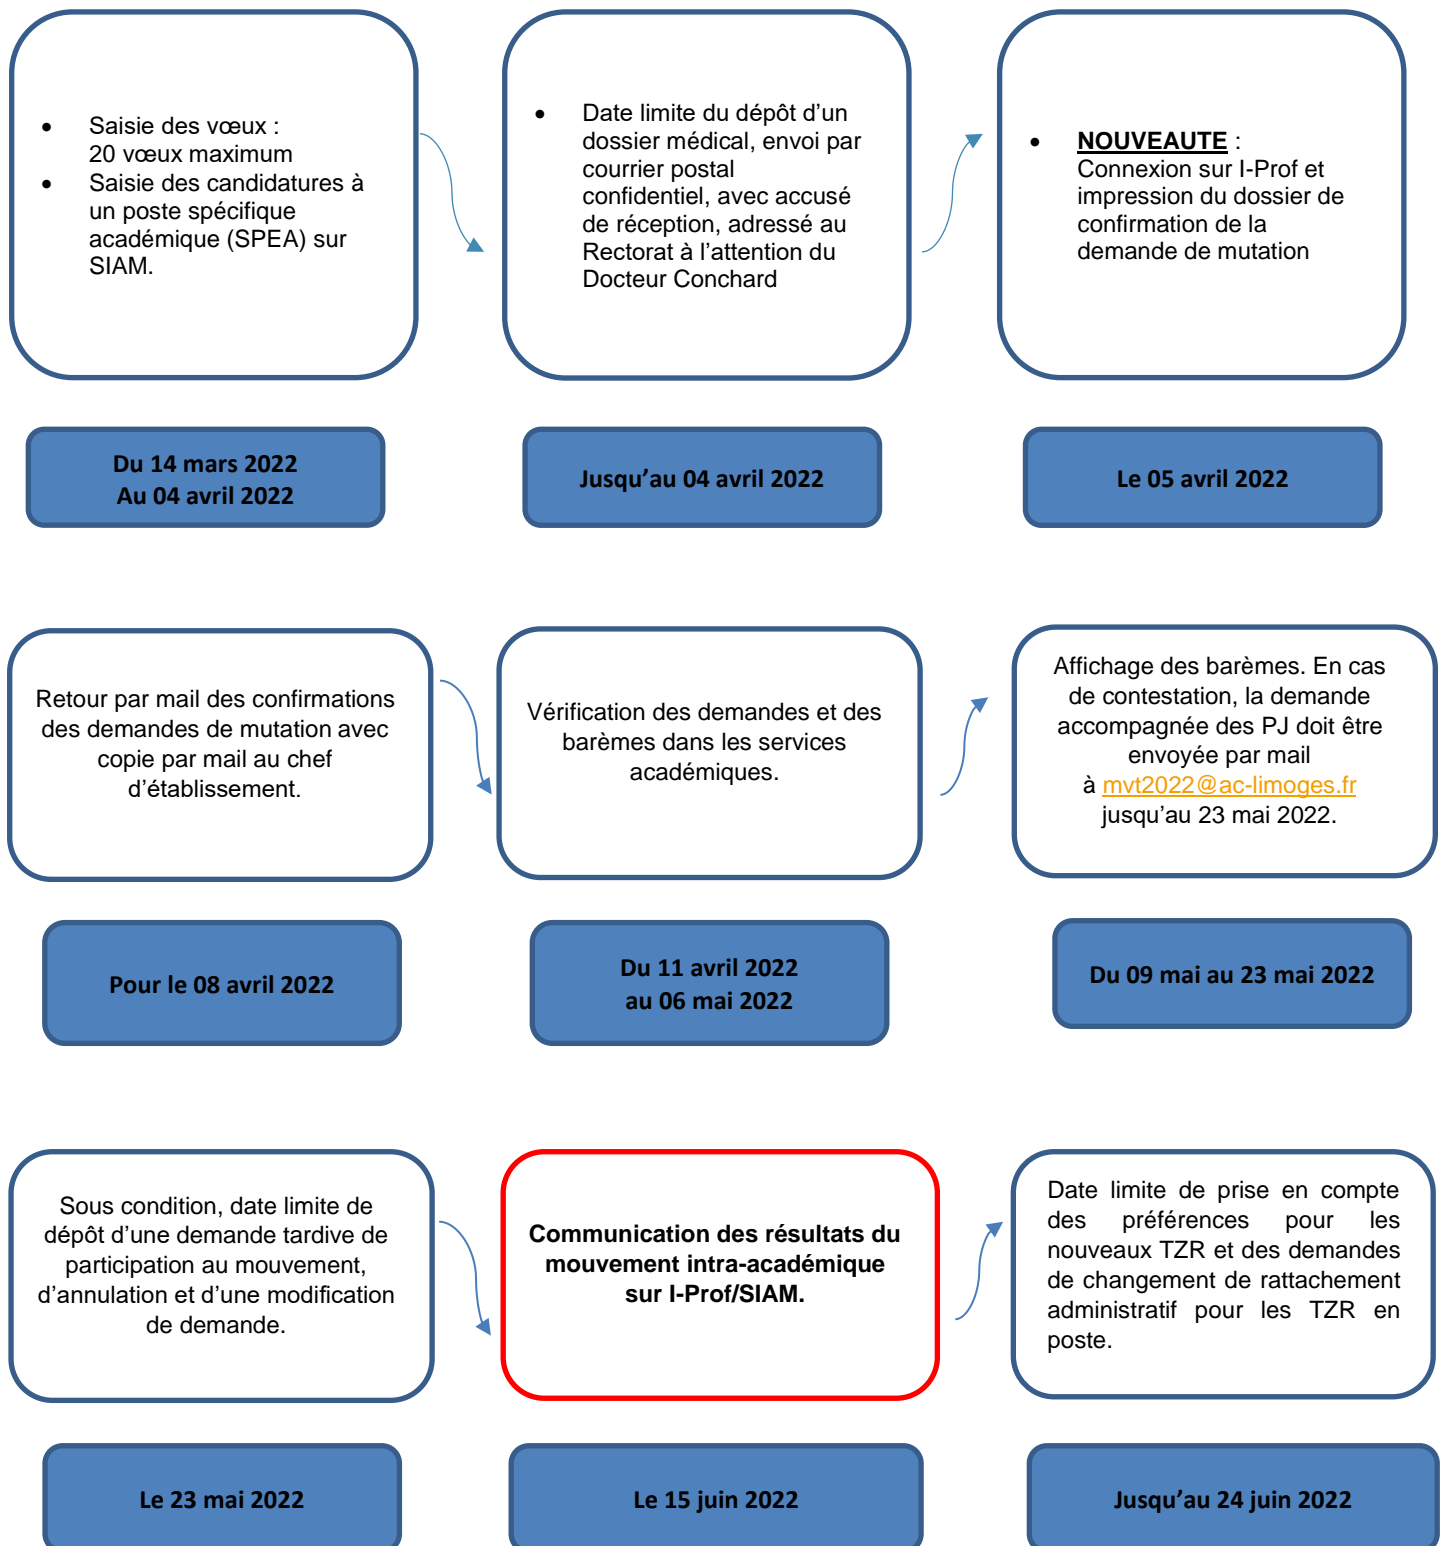 • Saisie des vœux :
20 vœux maximum
• Saisie des candidatures à
un poste spécifique
académique (SPEA) sur
SIAM.
• Date limite du dépôt d’un
dossier médical, envoi par
courrier postal
confidentiel, avec accusé
de réception, adressé au
Rectorat à l’attention du
Docteur Conchard
• NOUVEAUTE :
Connexion sur I-Prof et
impression du dossier de
confirmation de la
demande de mutation
Du 14 mars 2022
Au 04 avril 2022
Jusqu’au 04 avril 2022
Le 05 avril 2022
Retour par mail des confirmations
des demandes de mutation avec
copie par mail au chef
d’établissement.
Vérification des demandes et des
barèmes dans les services
académiques.
Affichage des barèmes. En cas
de contestation, la demande
accompagnée des PJ doit être
envoyée par mail
à mvt2022@ac-limoges.fr
jusqu’au 23 mai 2022.
Pour le 08 avril 2022
Du 11 avril 2022
au 06 mai 2022
Du 09 mai au 23 mai 2022
Sous condition, date limite de
dépôt d’une demande tardive de
participation au mouvement,
d’annulation et d’une modification
de demande.
Communication des résultats du
mouvement intra-académique
sur I-Prof/SIAM.
Date limite de prise en compte
des préférences pour les
nouveaux TZR et des demandes
de changement de rattachement
administratif pour les TZR en
poste.
Le 23 mai 2022
Le 15 juin 2022
Jusqu’au 24 juin 2022